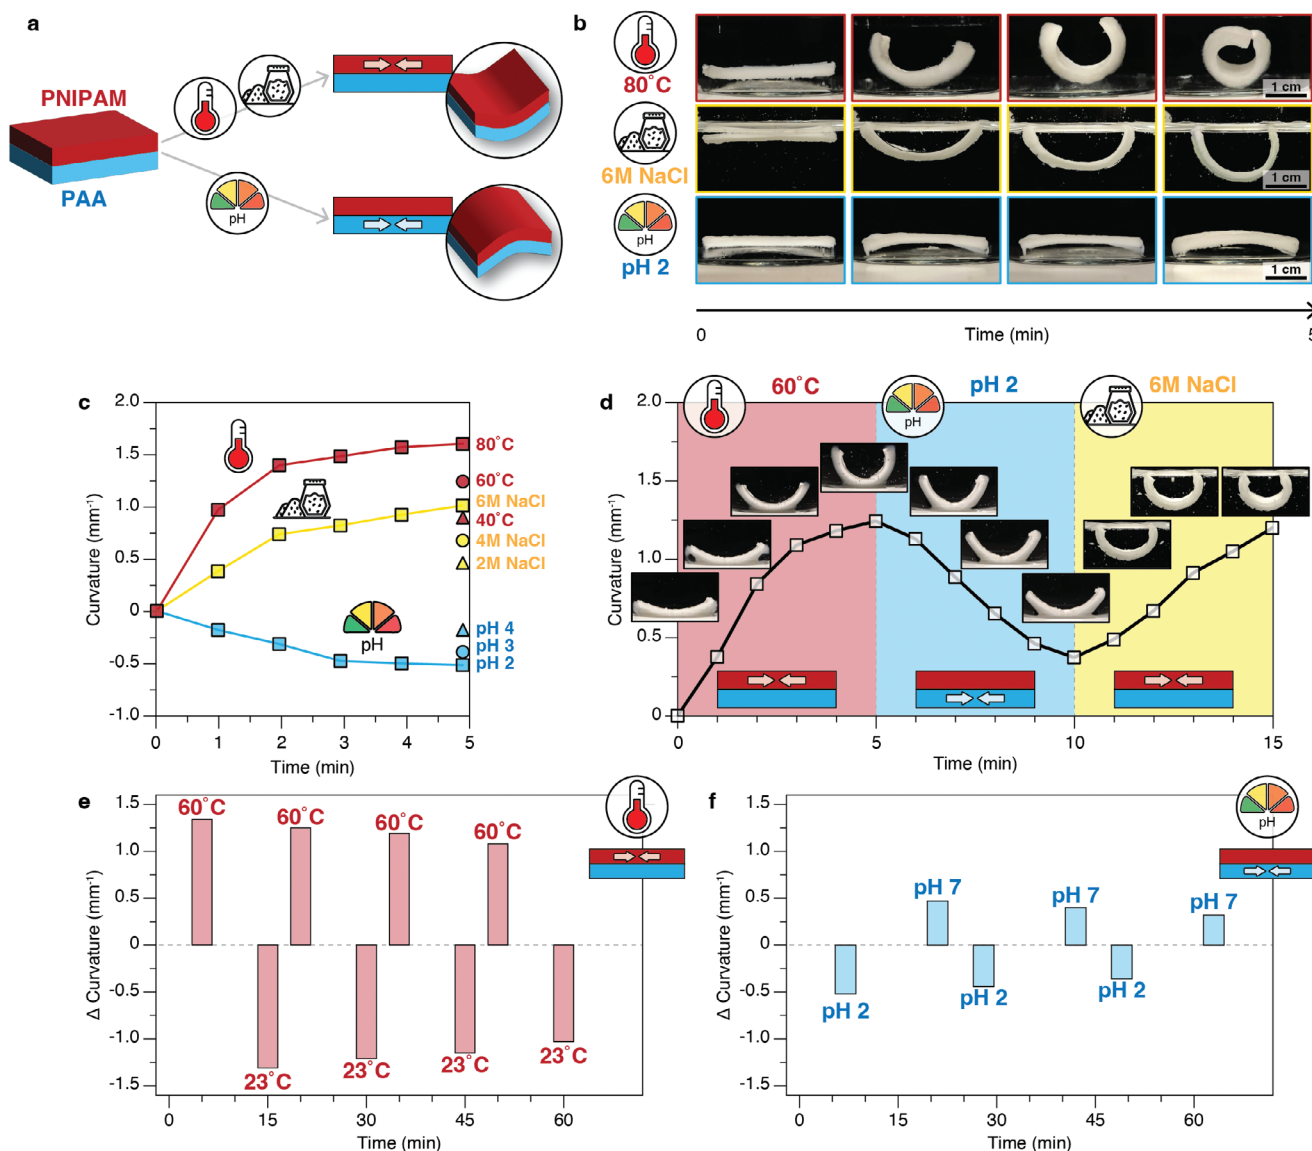 a
PNIPAM
PAA
pH
b
80°C
6M NaCl
pH
pH 2
1 cm
1 cm
1 cm
0
Time (min)
5
c
Curvature (mm⁻¹)
2.0
1.5
1.0
0.5
0
-0.5
-1.0
80°C
60°C
6M NaCl
40°C
4M NaCl
2M NaCl
pH 4
pH 3
pH 2
pH
0 1 2 3 4 5
Time (min)
d
60°C
pH 2
6M NaCl
pH
Curvature (mm⁻¹)
2.0
1.5
1.0
0.5
0
0 5 10 15
Time (min)
e
Δ Curvature (mm⁻¹)
1.5
1.0
0.5
0
-0.5
-1.0
-1.5
60°C
60°C
60°C
60°C
23°C
23°C
23°C
23°C
0 15 30 45 60
Time (min)
f
pH
Δ Curvature (mm⁻¹)
1.5
1.0
0.5
0
-0.5
-1.0
-1.5
pH 7
pH 7
pH 7
pH 2
pH 2
pH 2
0 15 30 45 60
Time (min)